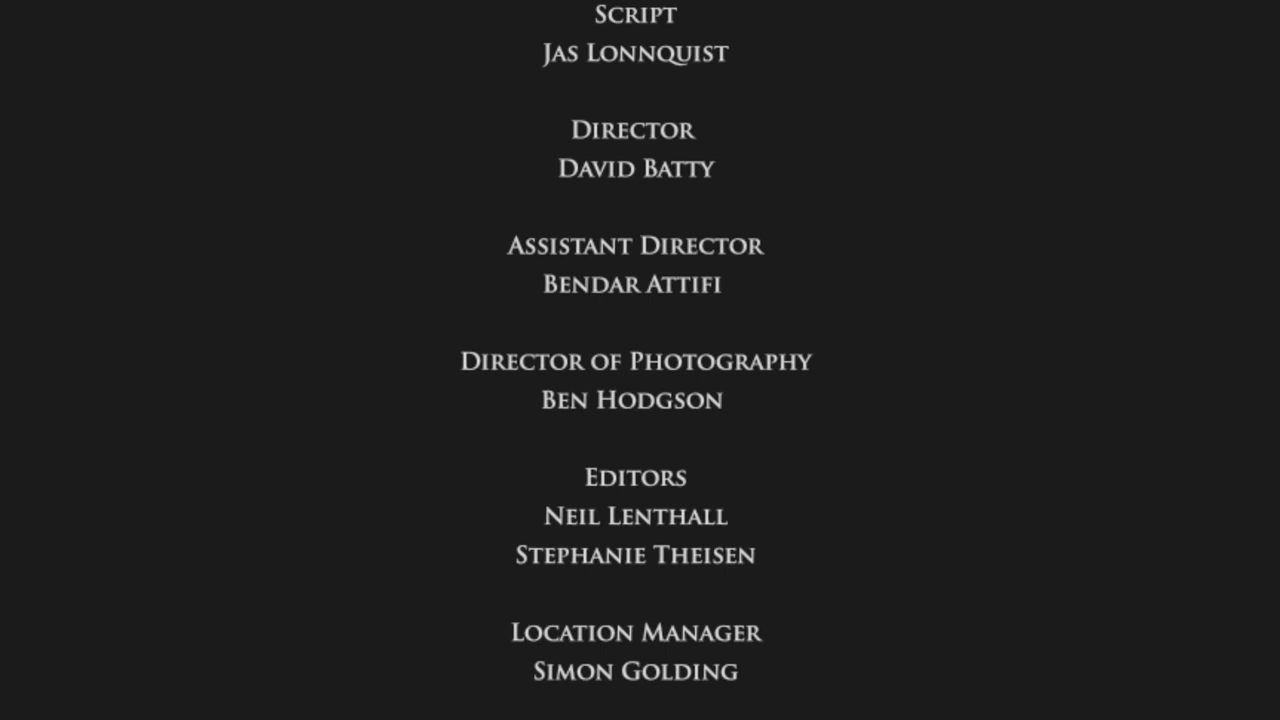 Script
Jas Lonnquist
Director
David Batty
Assistant Director
Bendar Attifi
Director of Photography
Ben Hodgson
Editors
Neil Lenthall
Stephanie Theisen
Location Manager
Simon Golding